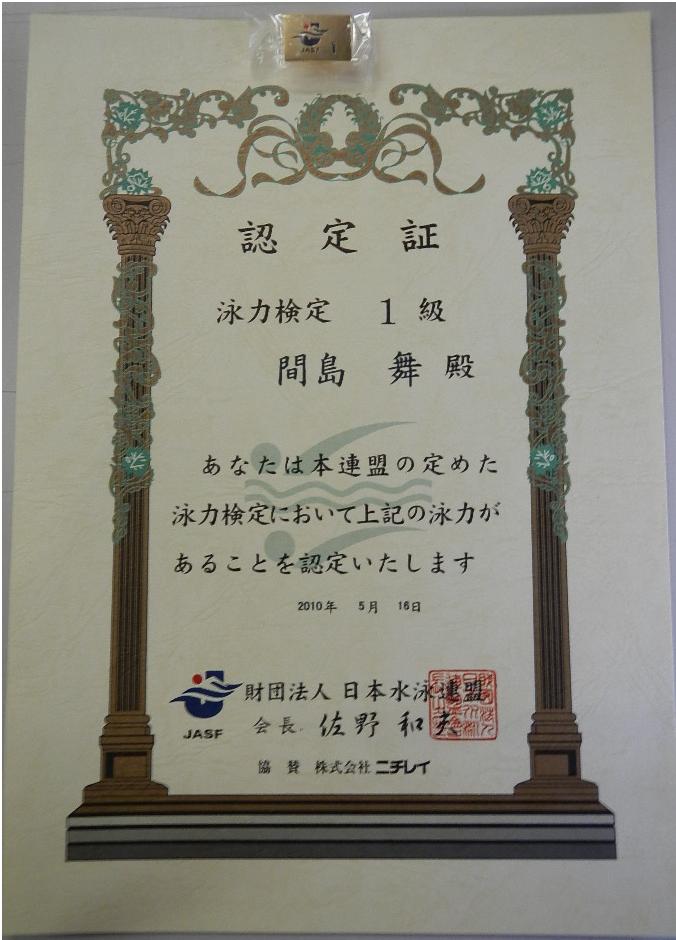 JASF 1
認定証
泳力検定 1級
間島 舞 殿
あなたは本連盟の定めた
泳力検定において上記の泳力が
あることを認定いたします
2010年 5月 16日
JASF
財団法人 日本水泳連盟
会長 佐野和夫
協賛 株式会社ニチレイ